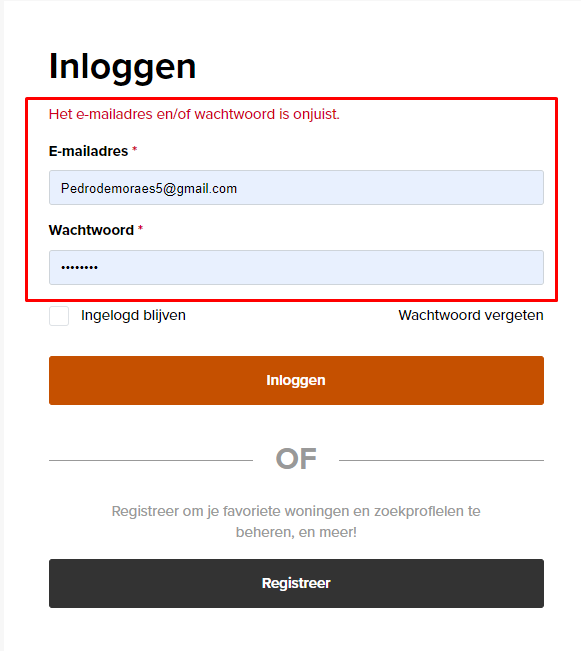 Inloggen
Het e-mailadres en/of wachtwoord is onjuist.
E-mailadres *
Pedrodemoraes5@gmail.com
Wachtwoord *
••••••••
Ingelogd blijven
Wachtwoord vergeten
Inloggen
OF
Registreer om je favoriete woningen en zoekproflelen te
beheren, en meer!
Registreer